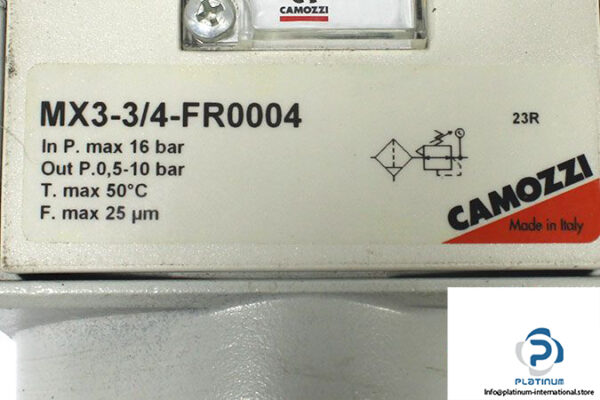 CAMOZZI
MX3-3/4-FR0004
23R
In P. max 16 bar
Out P.0,5-10 bar
T. max 50°C
F. max 25 µm
CAMOZZI
Made in Italy
PLATINUM
Info@platinum-international.store